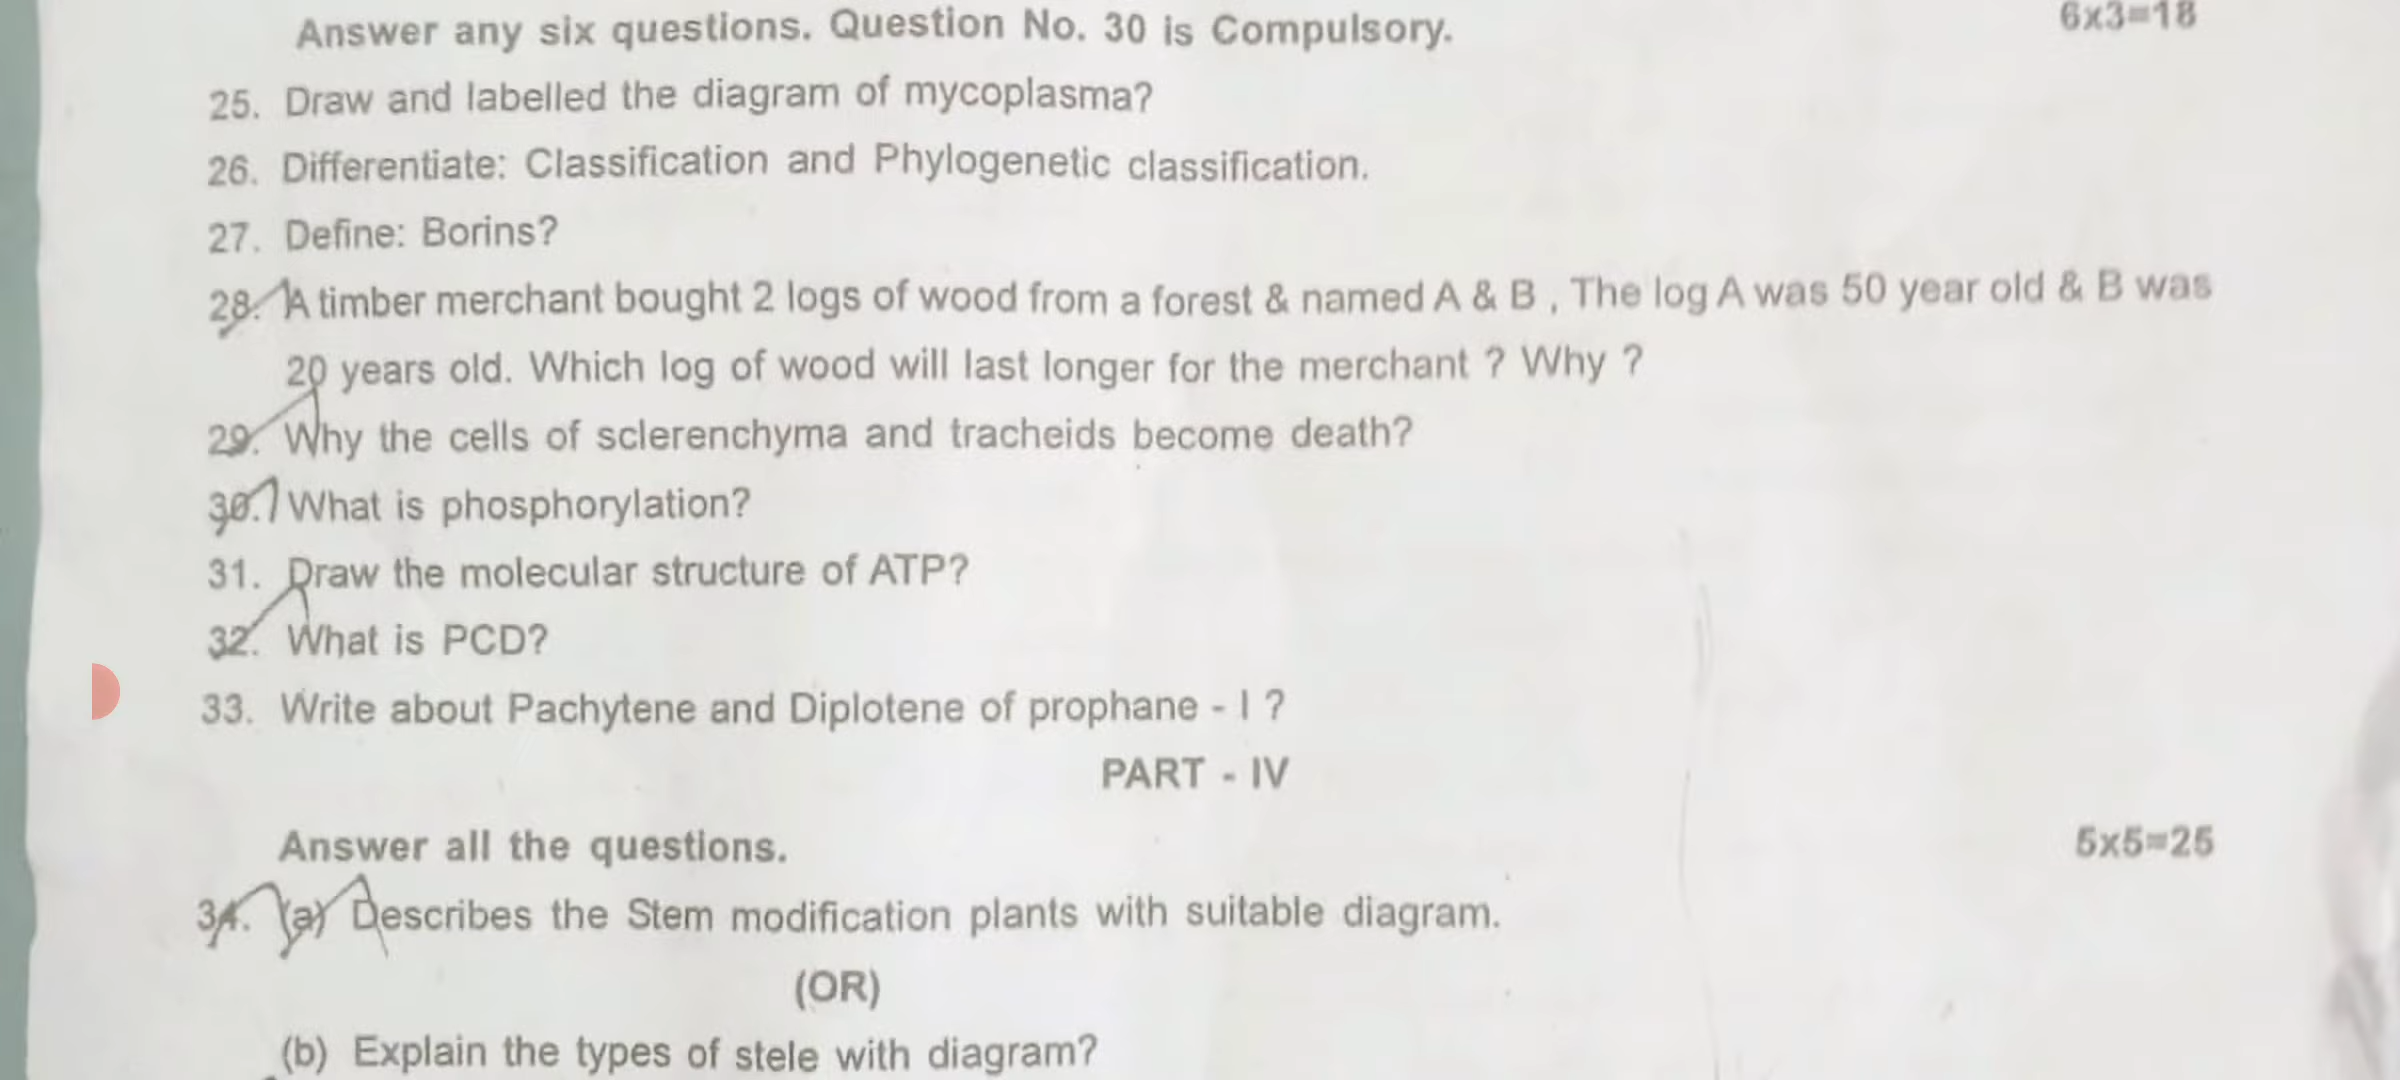 Answer any six questions. Question No. 30 is Compulsory. 6x3=18
25. Draw and labelled the diagram of mycoplasma?
26. Differentiate: Classification and Phylogenetic classification.
27. Define: Borins?
28. A timber merchant bought 2 logs of wood from a forest & named A & B , The log A was 50 year old & B was
20 years old. Which log of wood will last longer for the merchant ? Why ?
29. Why the cells of sclerenchyma and tracheids become death?
30. What is phosphorylation?
31. Draw the molecular structure of ATP?
32. What is PCD?
33. Write about Pachytene and Diplotene of prophane - I ?
PART - IV
Answer all the questions. 5x5=25
34. (a) Describes the Stem modification plants with suitable diagram.
(OR)
(b) Explain the types of stele with diagram?